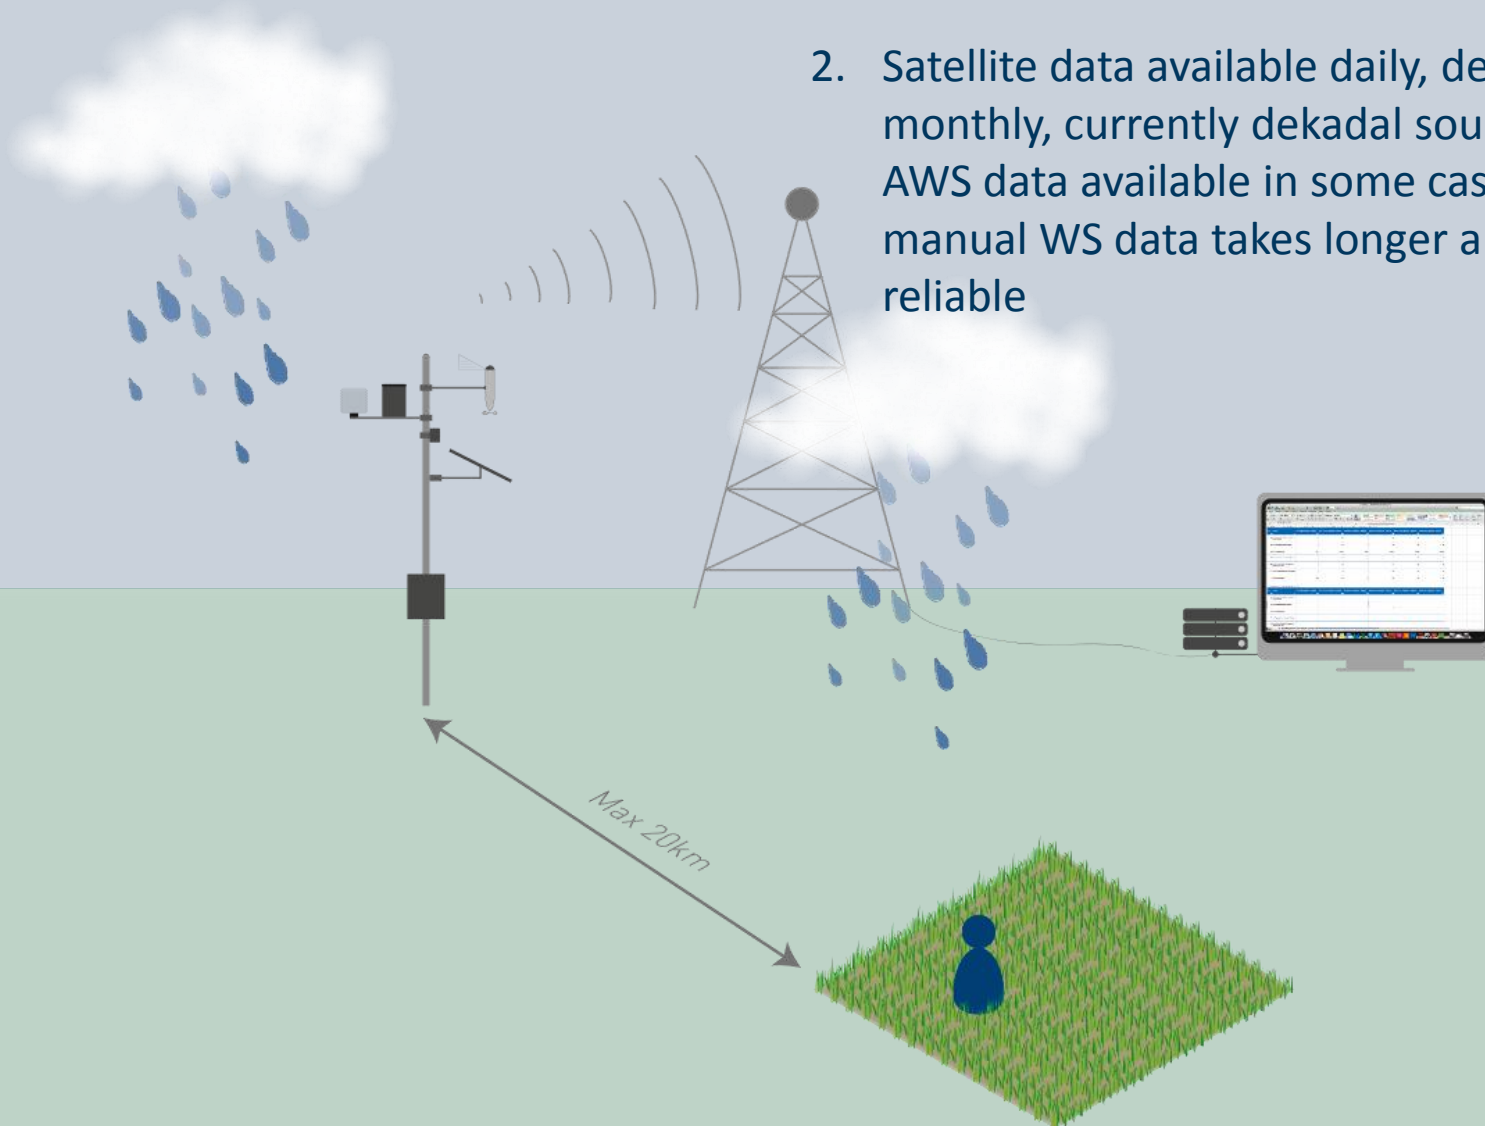 2. Satellite data available daily, de
monthly, currently dekadal sou
AWS data available in some cas
manual WS data takes longer a
reliable
Max 20km